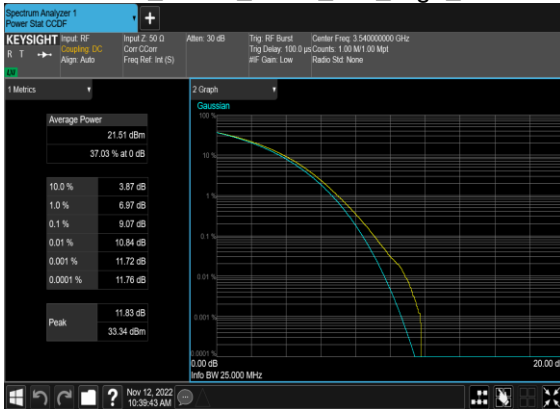 Spectrum Analyzer 1
Power Stat CCDF
KEYSIGHT
R T
LW
Input: RF
Coupling: DC
Align: Auto
Input Z: 50 Ω
Corr CCorr
Freq Ref: Int (S)
Atten: 30 dB
Trig: RF Burst
Trig Delay: 100.0 µs
#IF Gain: Low
Center Freq: 3.540000000 GHz
Counts: 1.00 M/1.00 Mpt
Radio Std: None
1 Metrics
Average Power
21.51 dBm
37.03 % at 0 dB
10.0 % 3.87 dB
1.0 % 6.97 dB
0.1 % 9.07 dB
0.01 % 10.84 dB
0.001 % 11.72 dB
0.0001 % 11.76 dB
Peak
11.83 dB
33.34 dBm
2 Graph
Gaussian
100 %
10 %
1 %
0.1 %
0.01 %
0.001 %
0.0001 %
0.00 dB
20.00 d
Info BW 25.000 MHz
?
Nov 12, 2022
10:39:43 AM